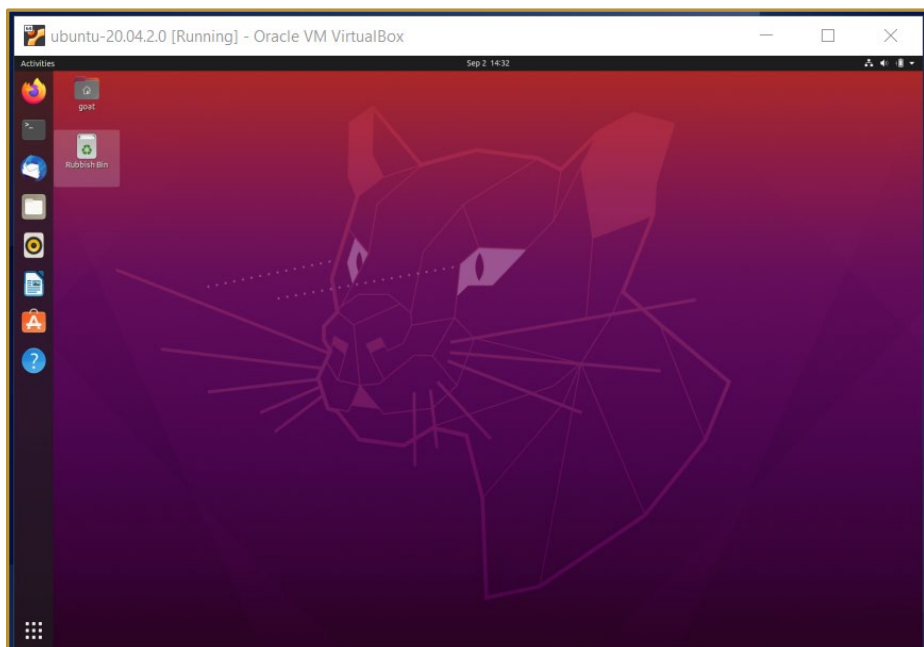 ubuntu-20.04.2.0 [Running] - Oracle VM VirtualBox
Activities
Sep 2 14:32
goat
Rubbish Bin